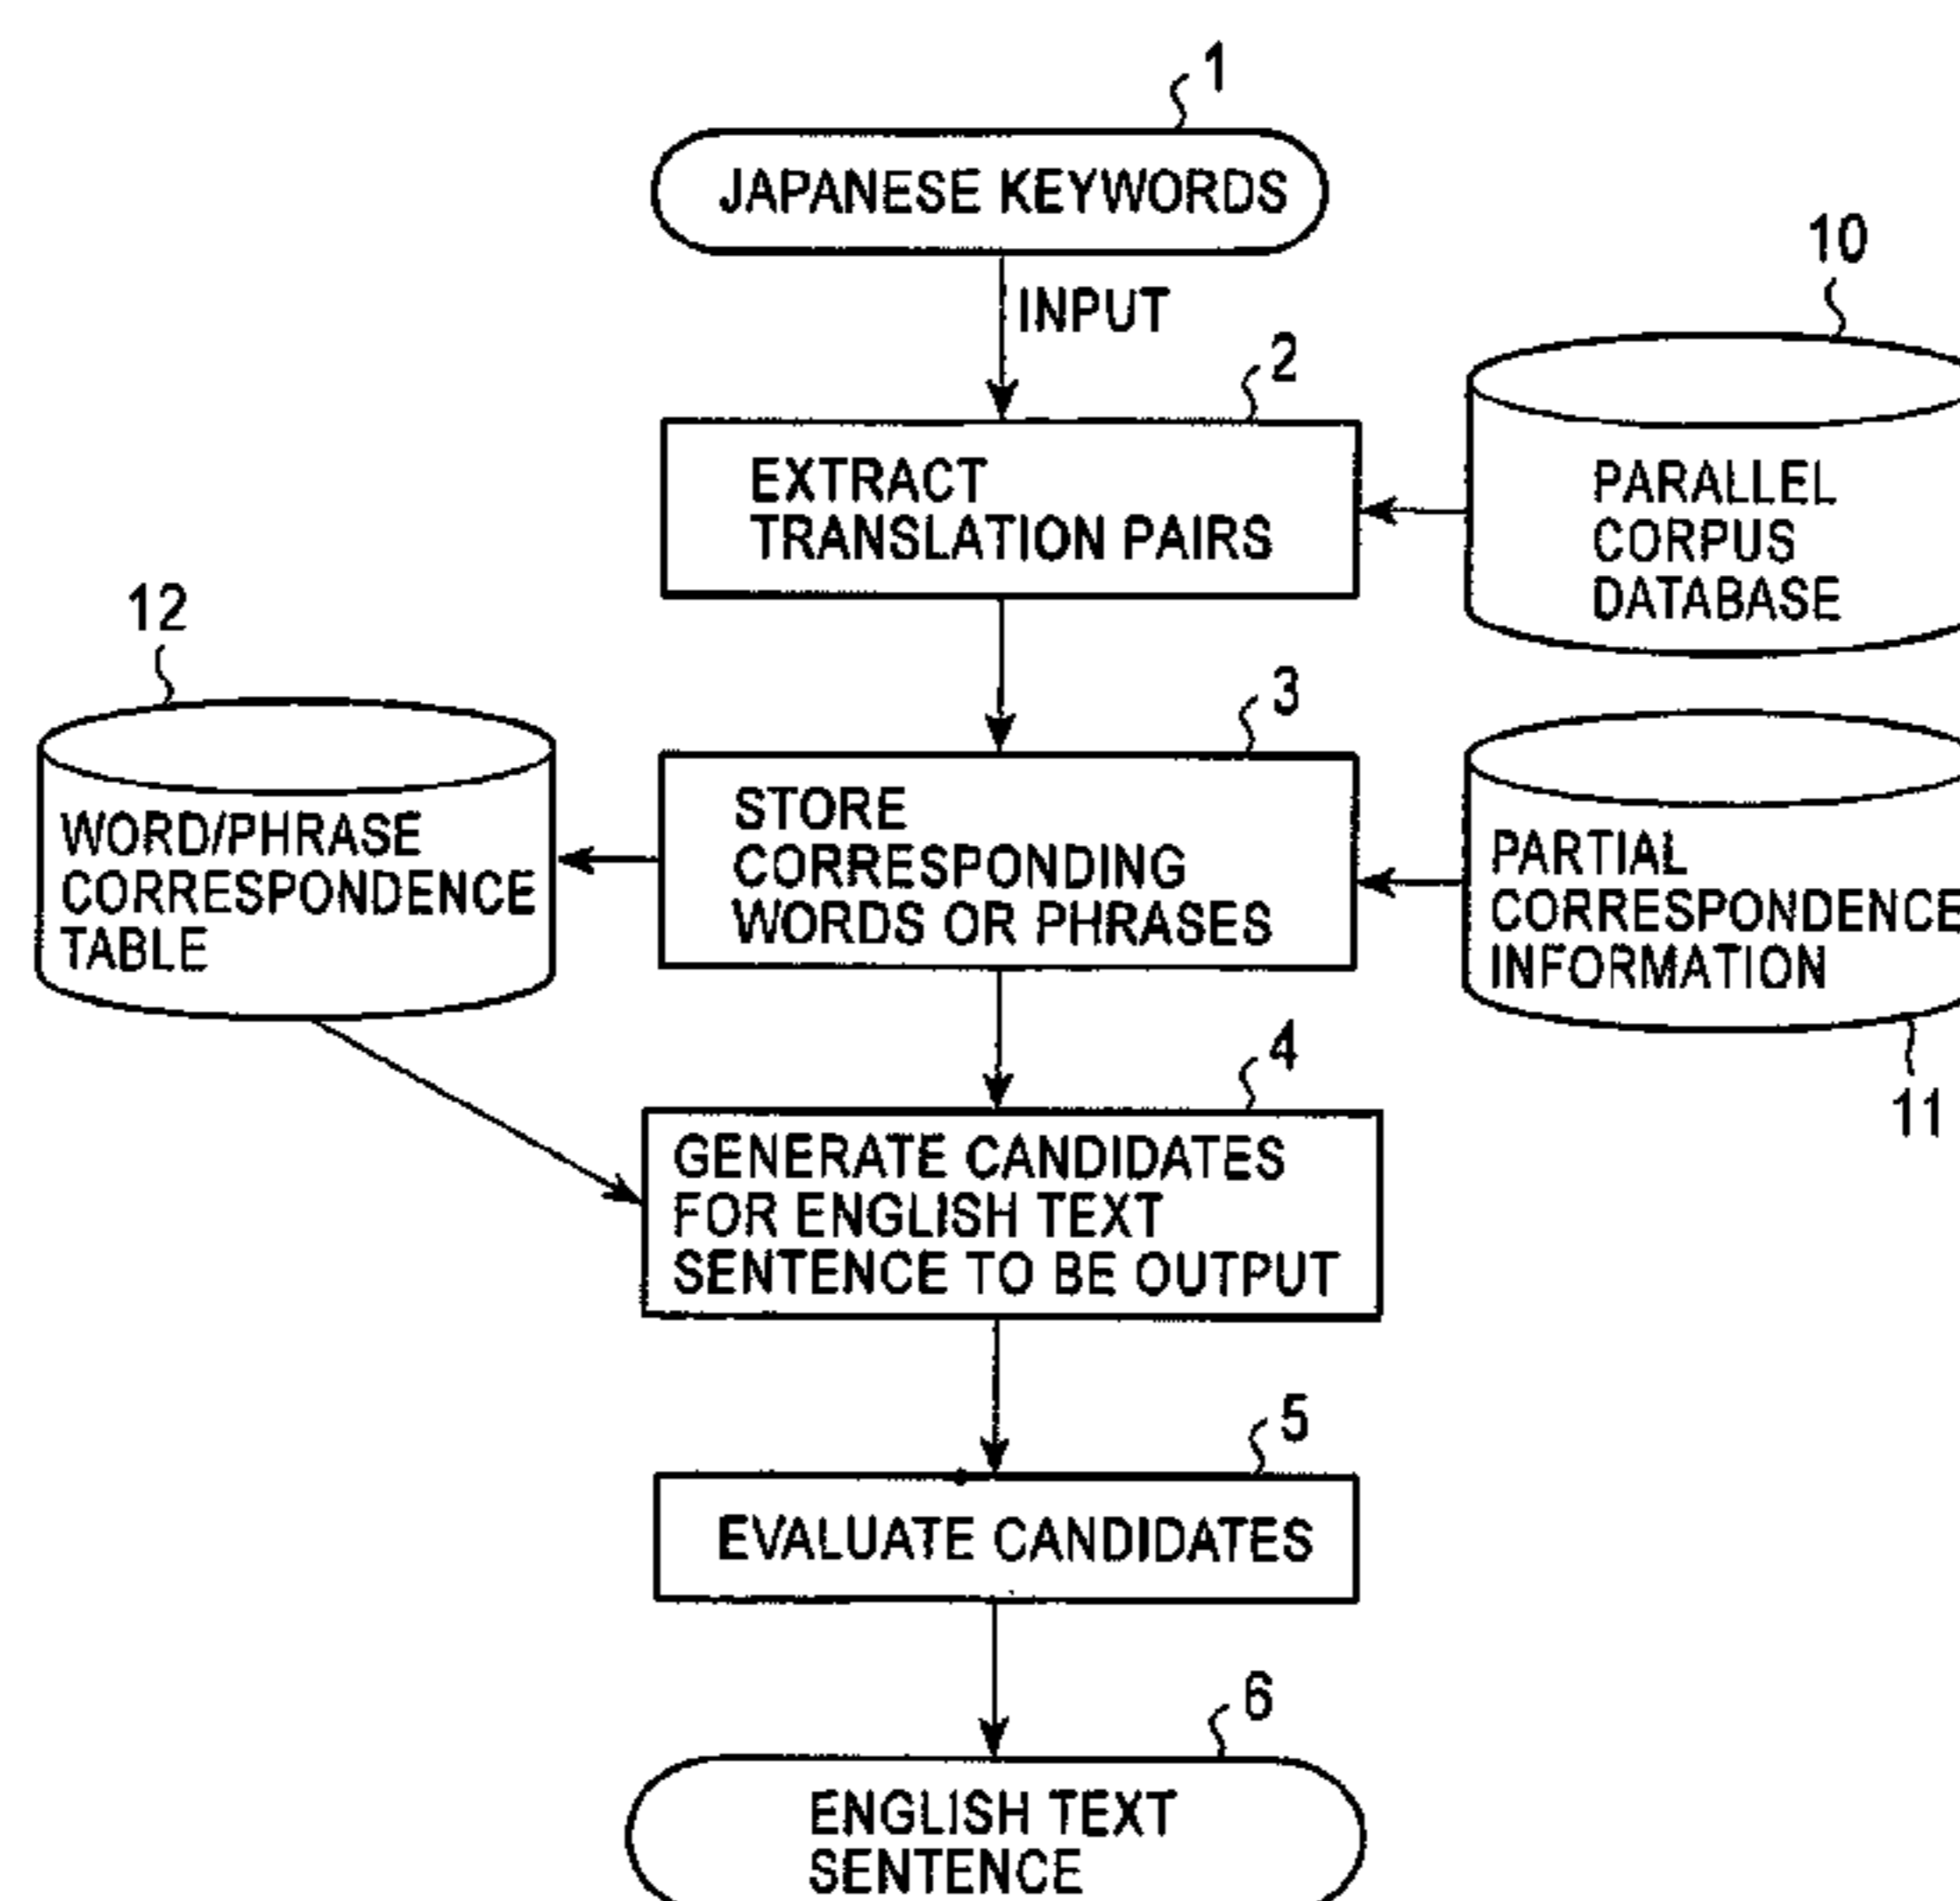 1
JAPANESE KEYWORDS
INPUT
10
2
EXTRACT
TRANSLATION PAIRS
PARALLEL
CORPUS
DATABASE
12
3
WORD/PHRASE
CORRESPONDENCE
TABLE
STORE
CORRESPONDING
WORDS OR PHRASES
PARTIAL
CORRESPONDENCE
INFORMATION
11
4
GENERATE CANDIDATES
FOR ENGLISH TEXT
SENTENCE TO BE OUTPUT
5
EVALUATE CANDIDATES
6
ENGLISH TEXT
SENTENCE